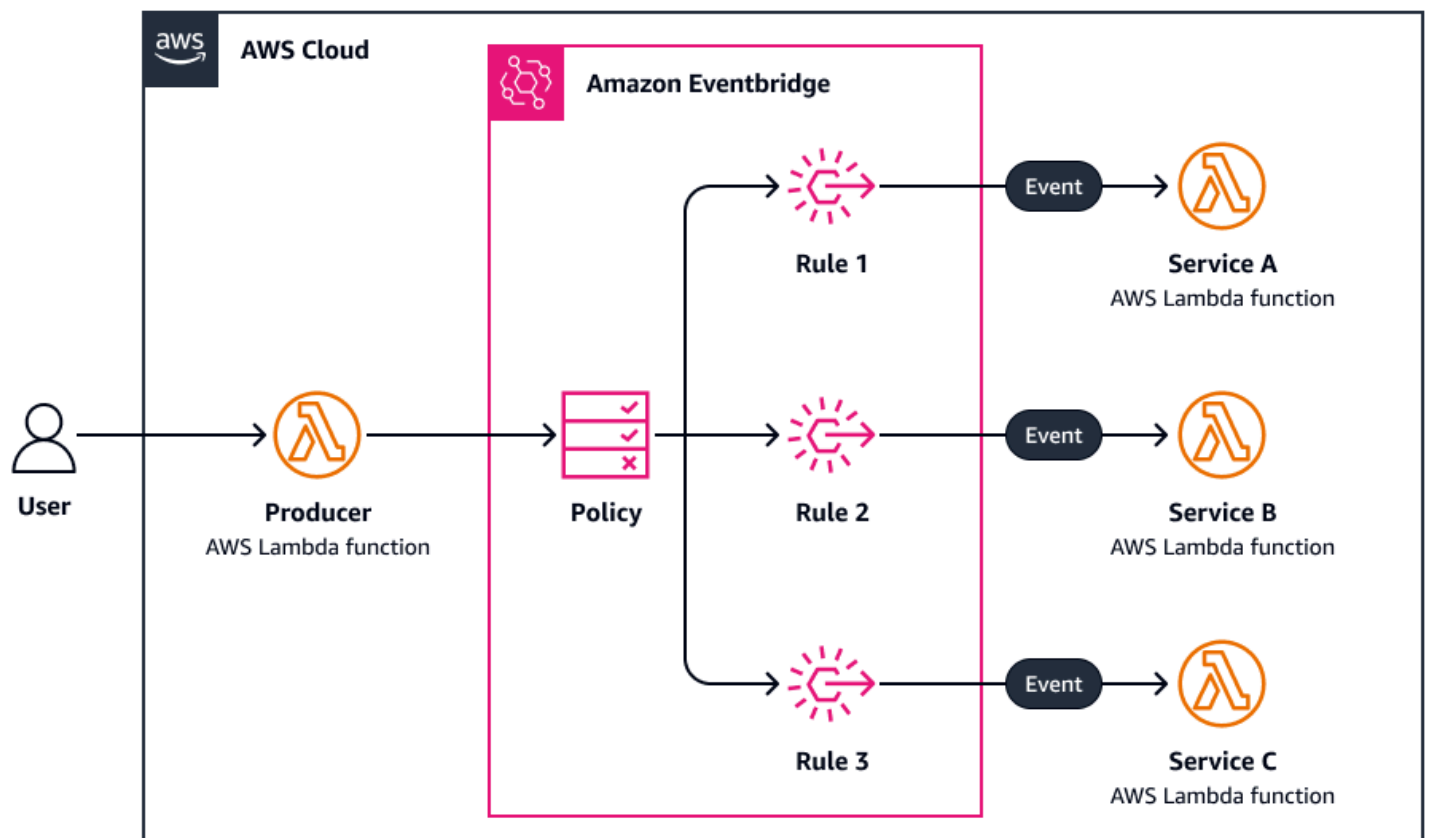 aws
AWS Cloud
Amazon Eventbridge
Event
Rule 1
Service A
AWS Lambda function
Event
User
Producer
AWS Lambda function
Policy
Rule 2
Service B
AWS Lambda function
Event
Rule 3
Service C
AWS Lambda function